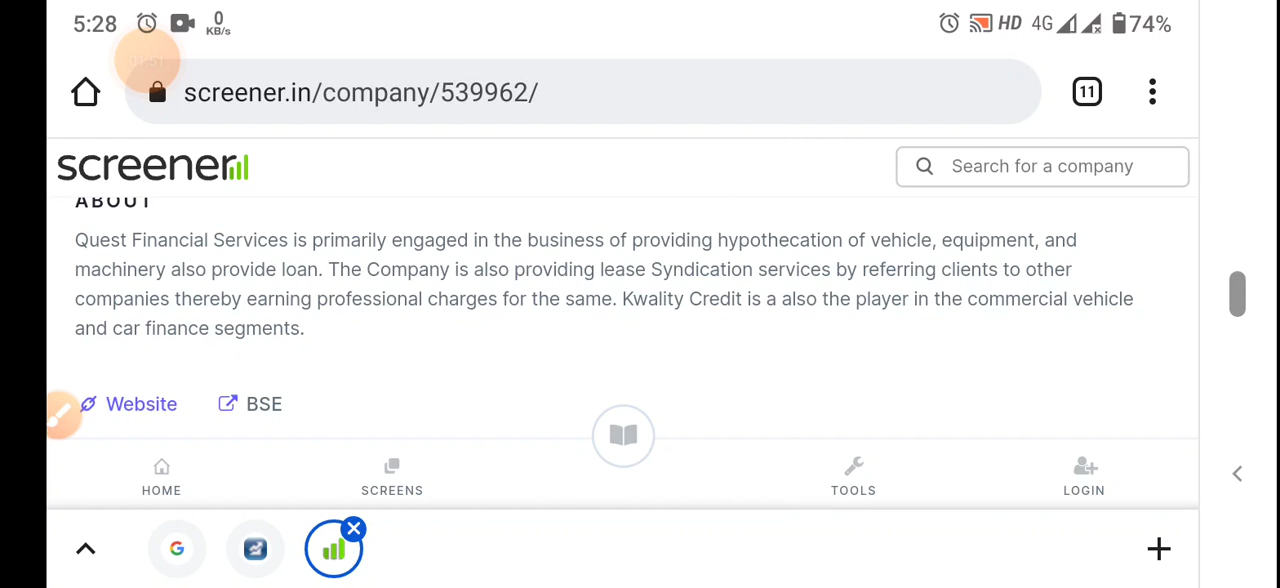 5:28 0 KB/s HD 4G 74%
screener.in/company/539962/ 11
screener Search for a company
ABOUT
Quest Financial Services is primarily engaged in the business of providing hypothecation of vehicle, equipment, and
machinery also provide loan. The Company is also providing lease Syndication services by referring clients to other
companies thereby earning professional charges for the same. Kwality Credit is a also the player in the commercial vehicle
and car finance segments.
Website BSE
HOME SCREENS TOOLS LOGIN